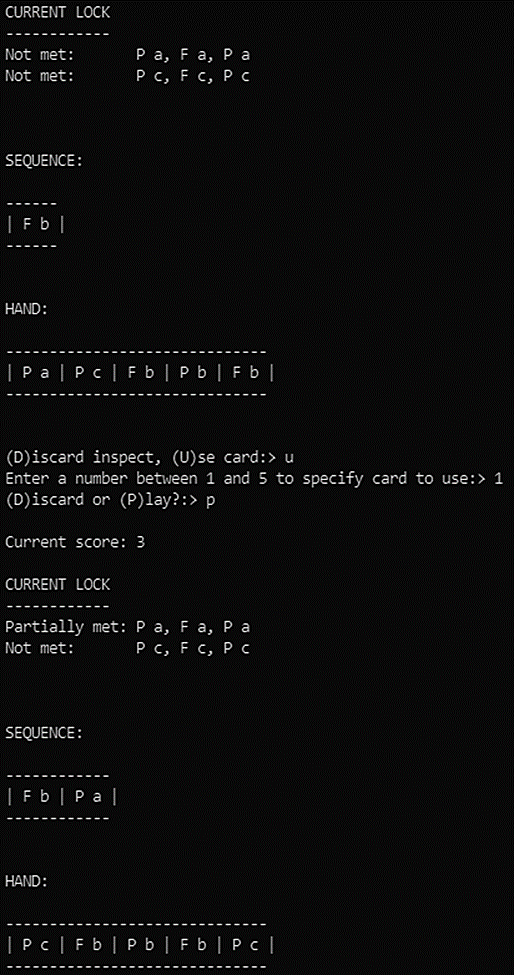 CURRENT LOCK
------------
Not met:       P a, F a, P a
Not met:       P c, F c, P c
SEQUENCE:
------
| F b |
------
HAND:
------------------------------
| P a | P c | F b | P b | F b |
------------------------------
(D)iscard inspect, (U)se card:> u
Enter a number between 1 and 5 to specify card to use:> 1
(D)iscard or (P)lay?:> p
Current score: 3
CURRENT LOCK
------------
Partially met: P a, F a, P a
Not met:       P c, F c, P c
SEQUENCE:
------------
| F b | P a |
------------
HAND:
------------------------------
| P c | F b | P b | F b | P c |
------------------------------